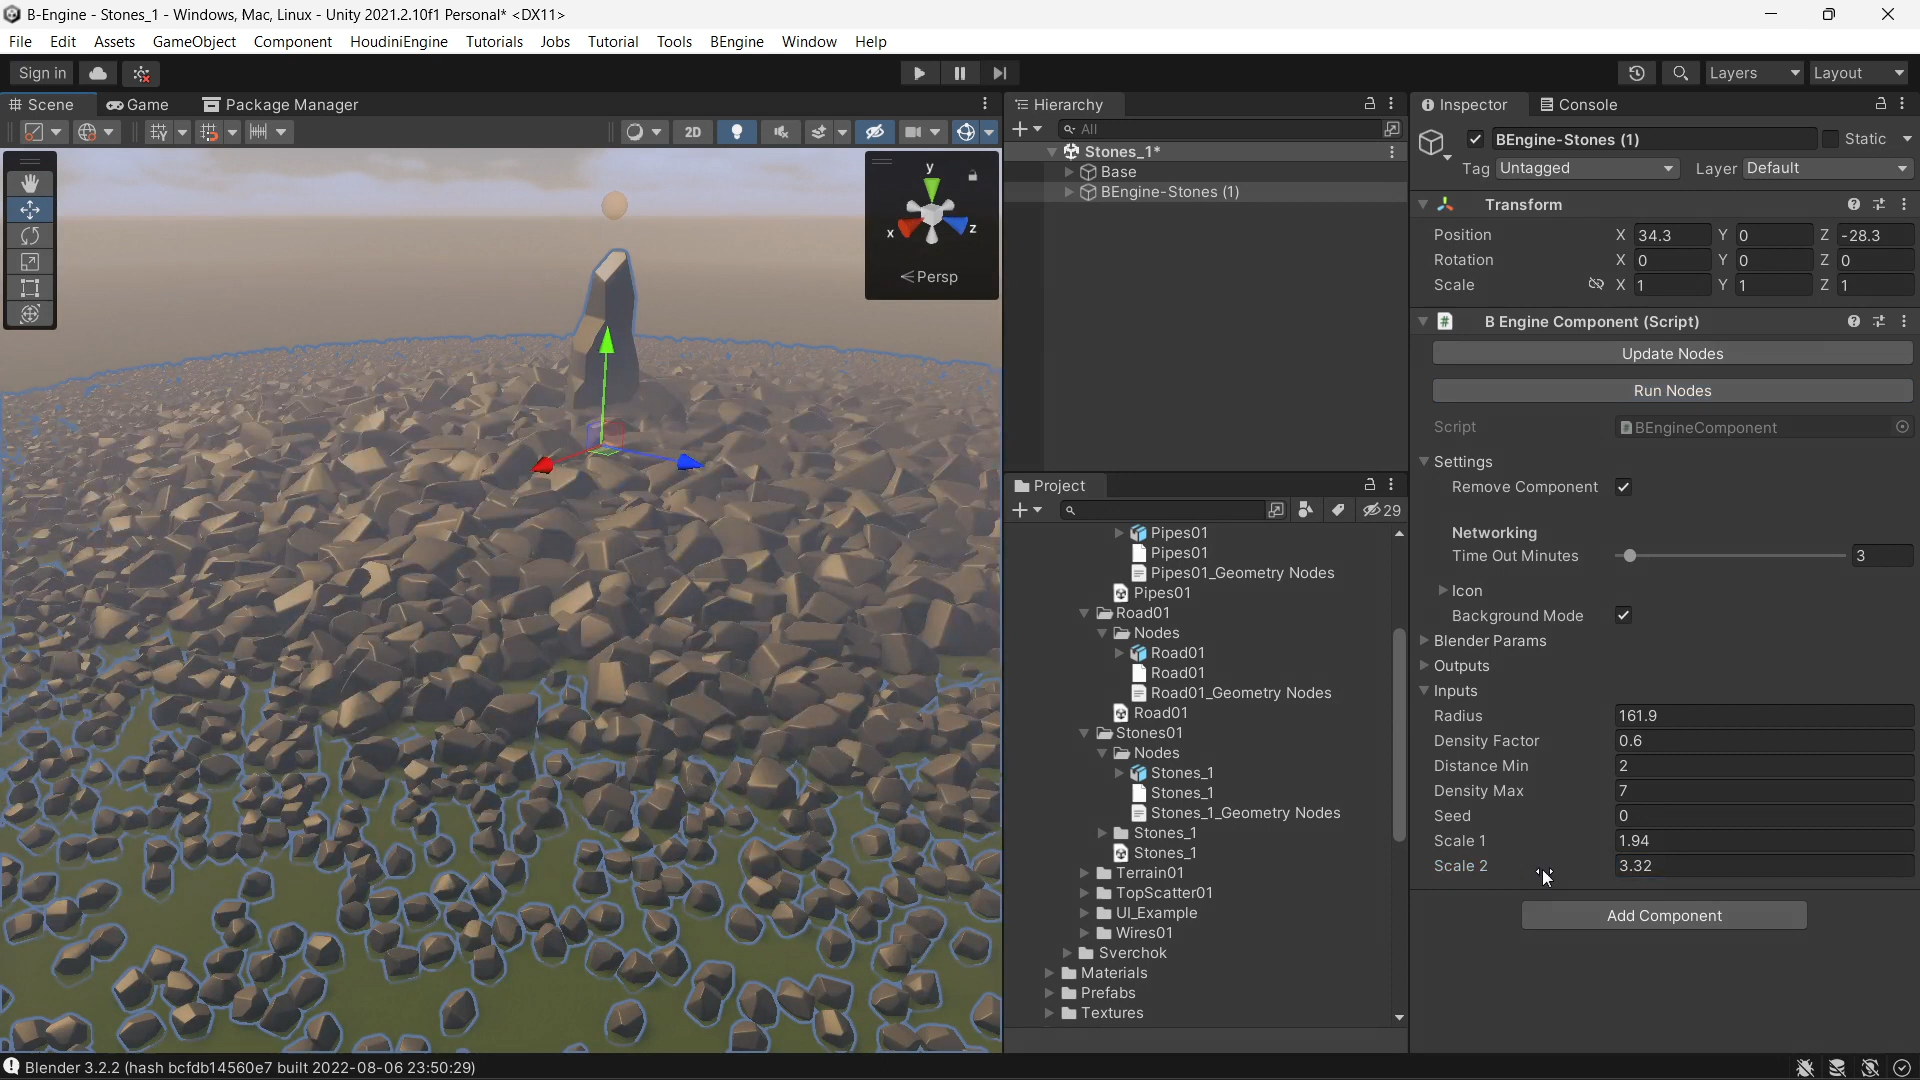 B-Engine - Stones_1 - Windows, Mac, Linux - Unity 2021.2.10f1 Personal* <DX11>
File Edit Assets GameObject Component HoudiniEngine Tutorials Jobs Tutorial Tools BEngine Window Help
Sign in
Layers
Layout
Scene
Game
Package Manager
2D
y
x
z
Persp
Hierarchy
All
Stones_1*
Base
BEngine-Stones (1)
Project
29
Pipes01
Pipes01
Pipes01_Geometry Nodes
Pipes01
Road01
Nodes
Road01
Road01
Road01_Geometry Nodes
Road01
Stones01
Nodes
Stones_1
Stones_1
Stones_1_Geometry Nodes
Stones_1
Stones_1
Terrain01
TopScatter01
UI_Example
Wires01
Sverchok
Materials
Prefabs
Textures
Inspector
Console
BEngine-Stones (1)
Static
Tag Untagged Layer Default
Transform
Position X 34.3 Y 0 Z -28.3
Rotation X 0 Y 0 Z 0
Scale X 1 Y 1 Z 1
B Engine Component (Script)
Update Nodes
Run Nodes
Script BEngineComponent
Settings
Remove Component
Networking
Time Out Minutes 3
Icon
Background Mode
Blender Params
Outputs
Inputs
Radius 161.9
Density Factor 0.6
Distance Min 2
Density Max 7
Seed 0
Scale 1 1.94
Scale 2 3.32
Add Component
Blender 3.2.2 (hash bcfdb14560e7 built 2022-08-06 23:50:29)